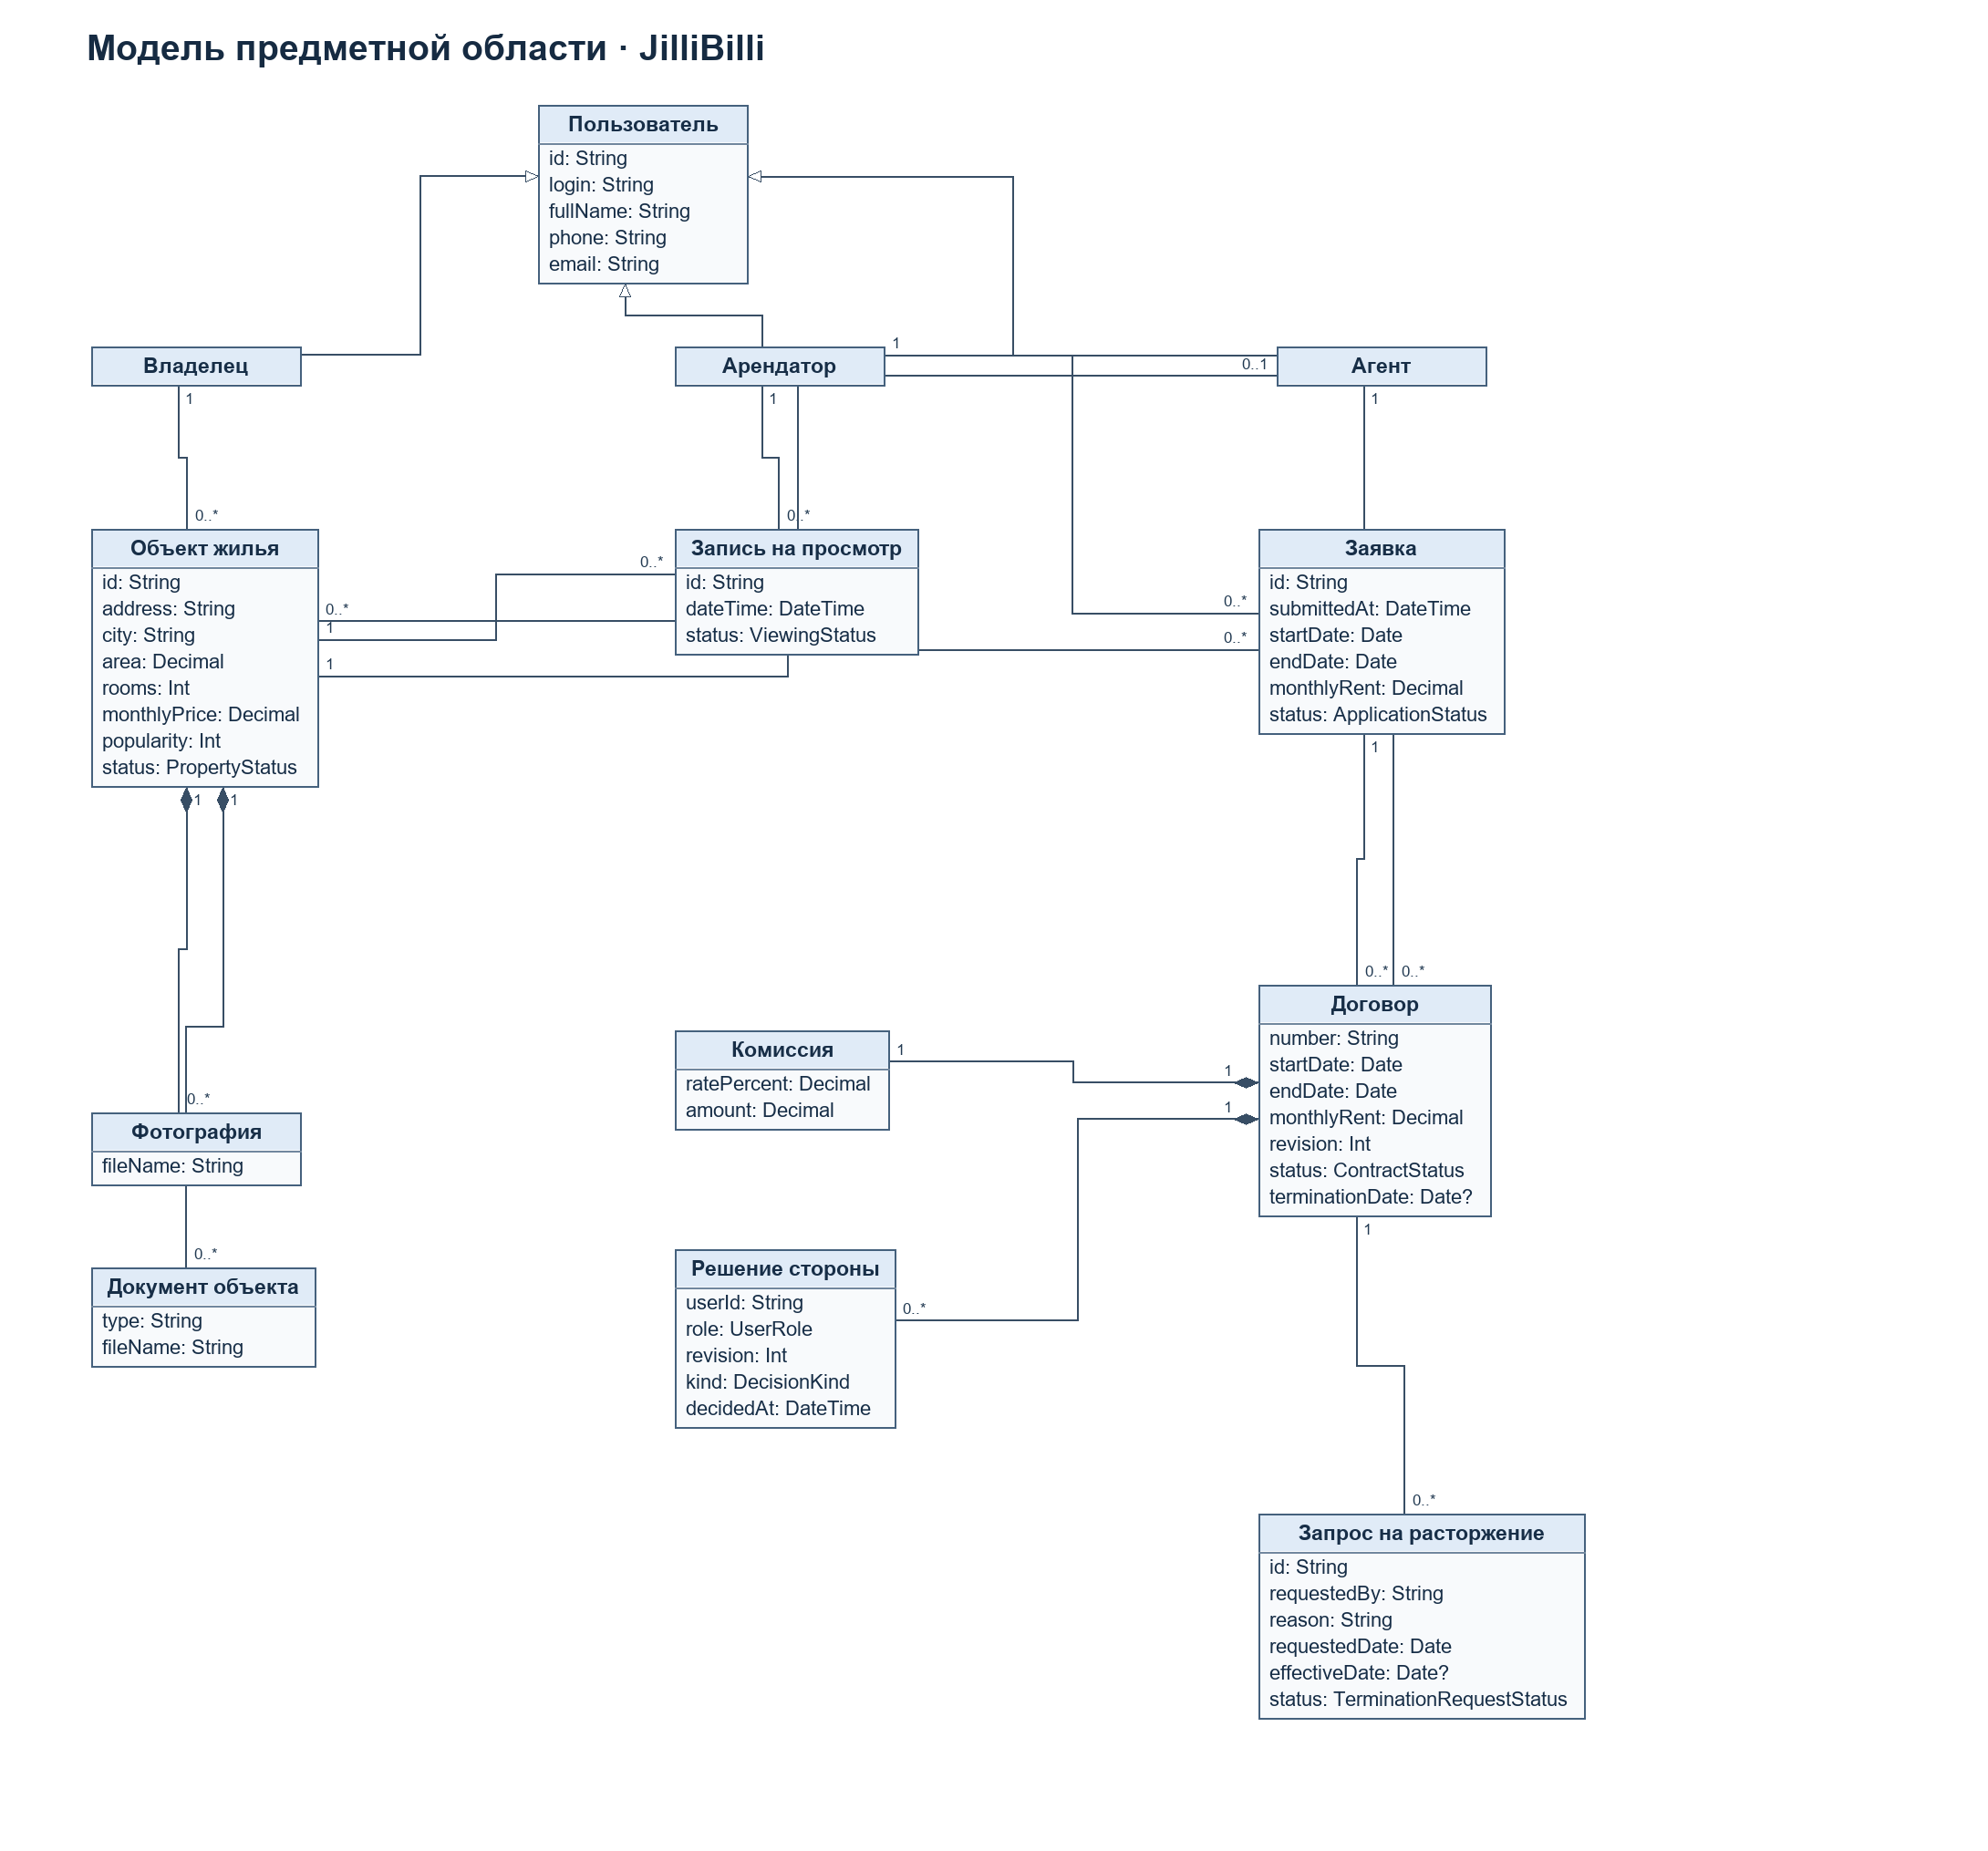 Модель предметной области · JilliBilli
Пользователь
id: String
login: String
fullName: String
phone: String
email: String
Владелец
1
Арендатор
1
1
0..1
Агент
1
0..*
Объект жилья
id: String
address: String
city: String
area: Decimal
rooms: Int
monthlyPrice: Decimal
popularity: Int
status: PropertyStatus
0..*
1
1
1
1
0..*
0..*
Запись на просмотр
id: String
dateTime: DateTime
status: ViewingStatus
0..*
0..*
Заявка
id: String
submittedAt: DateTime
startDate: Date
endDate: Date
monthlyRent: Decimal
status: ApplicationStatus
1
0..*
0..*
Договор
number: String
startDate: Date
endDate: Date
monthlyRent: Decimal
revision: Int
status: ContractStatus
terminationDate: Date?
1
1
1
Комиссия
ratePercent: Decimal
amount: Decimal
1
0..*
Фотография
fileName: String
0..*
Документ объекта
type: String
fileName: String
Решение стороны
userId: String
role: UserRole
revision: Int
kind: DecisionKind
decidedAt: DateTime
0..*
0..*
Запрос на расторжение
id: String
requestedBy: String
reason: String
requestedDate: Date
effectiveDate: Date?
status: TerminationRequestStatus